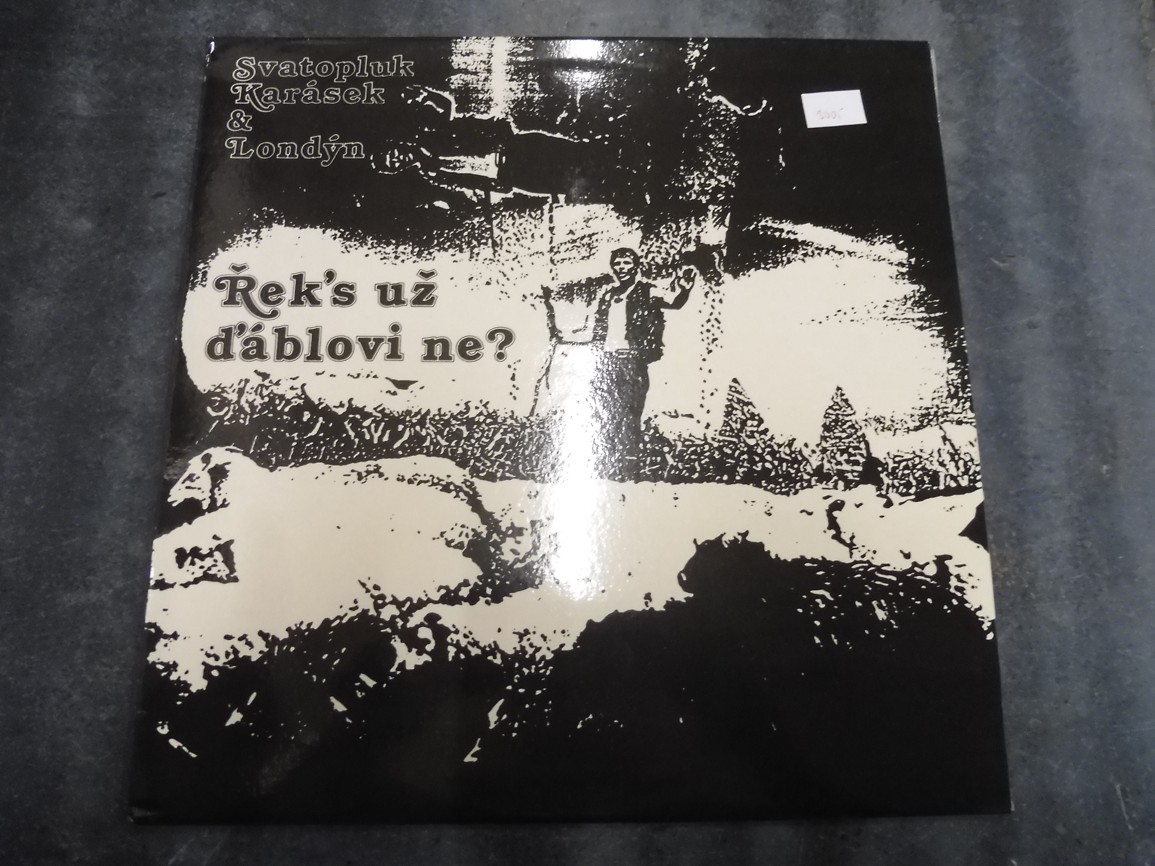 Svatopluk
Karásek
&
Londýn
Řek's už
ďáblovi ne?